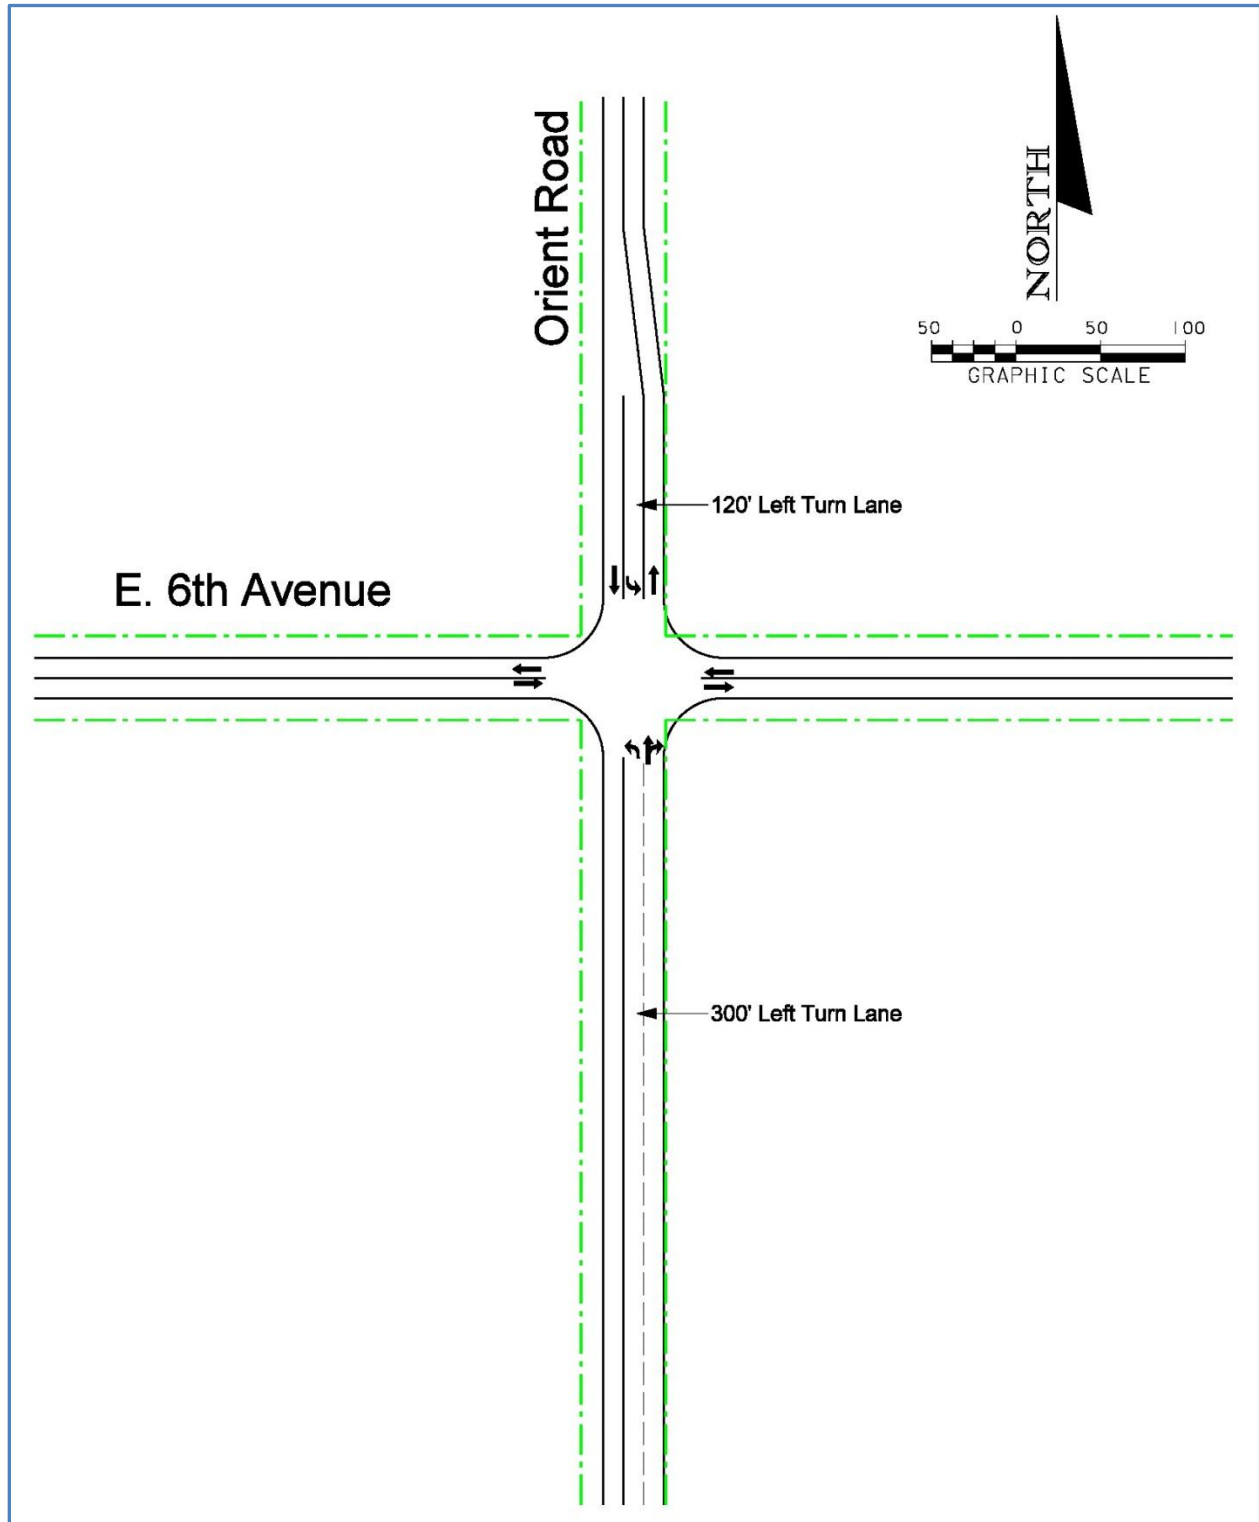 Orient Road
NORTH
50 0 50 100
GRAPHIC SCALE
120' Left Turn Lane
E. 6th Avenue
300' Left Turn Lane